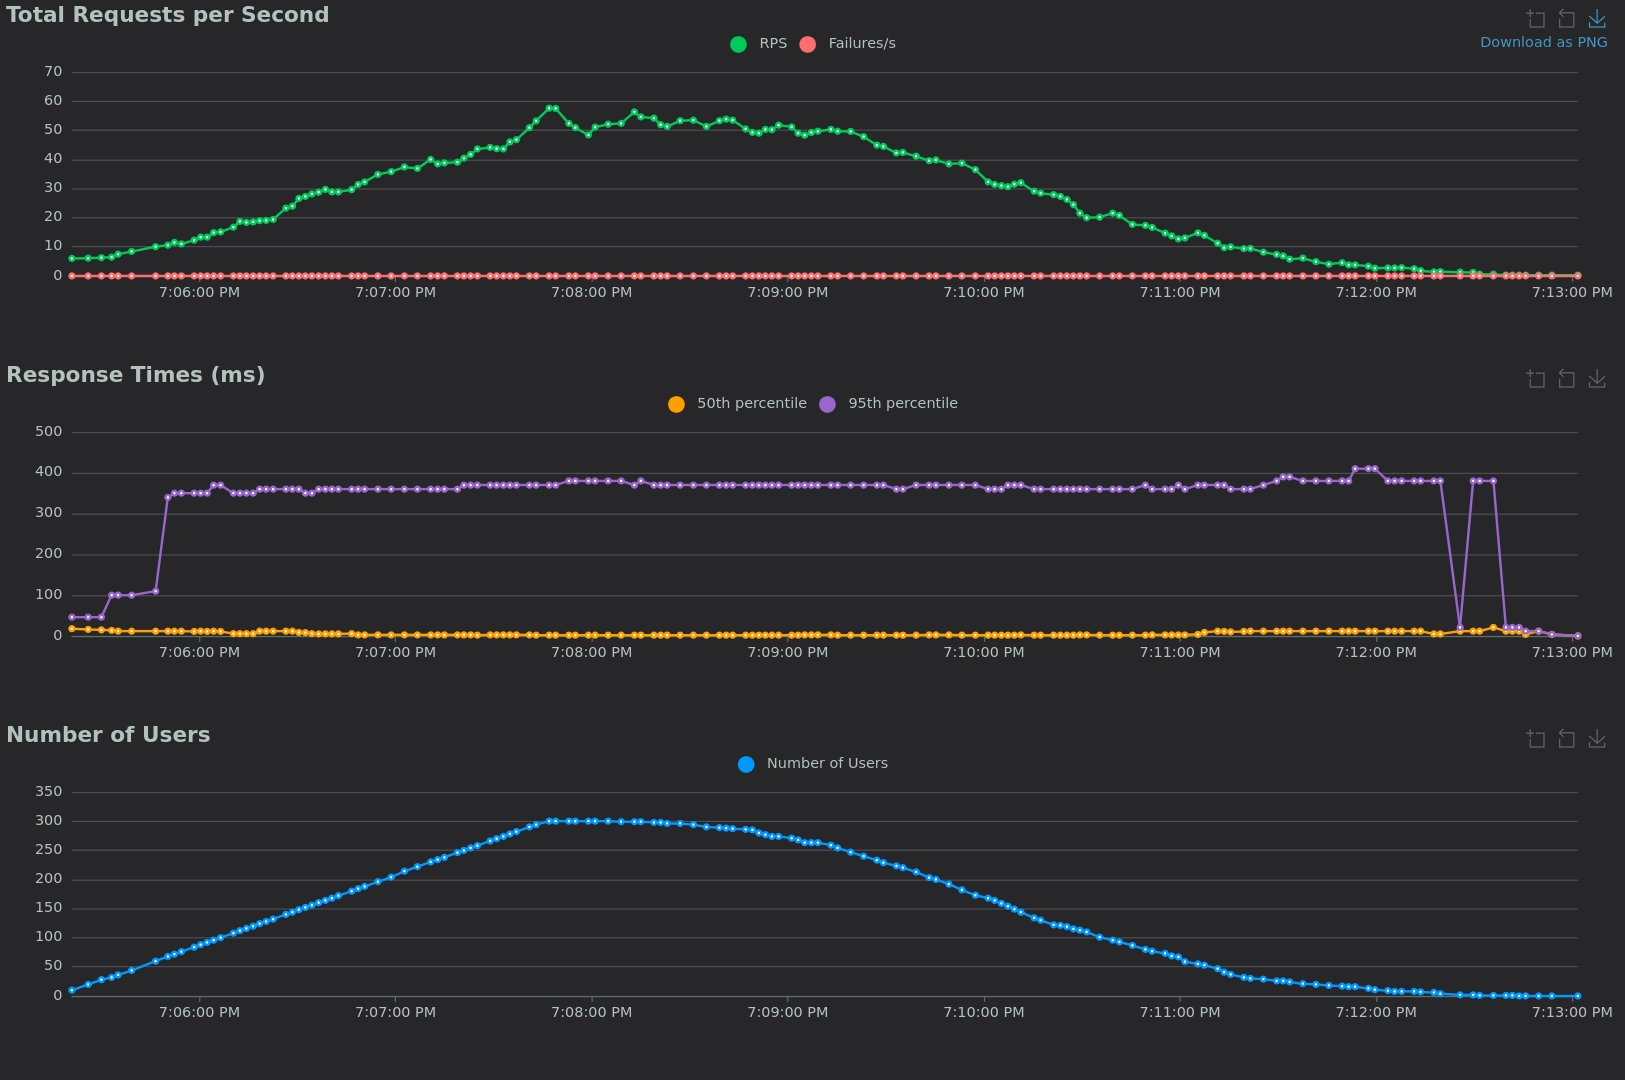 Total Requests per Second
Download as PNG
RPS Failures/s
70
60
50
40
30
20
10
0
7:06:00 PM 7:07:00 PM 7:08:00 PM 7:09:00 PM 7:10:00 PM 7:11:00 PM 7:12:00 PM 7:13:00 PM
Response Times (ms)
50th percentile 95th percentile
500
400
300
200
100
0
7:06:00 PM 7:07:00 PM 7:08:00 PM 7:09:00 PM 7:10:00 PM 7:11:00 PM 7:12:00 PM 7:13:00 PM
Number of Users
Number of Users
350
300
250
200
150
100
50
0
7:06:00 PM 7:07:00 PM 7:08:00 PM 7:09:00 PM 7:10:00 PM 7:11:00 PM 7:12:00 PM 7:13:00 PM